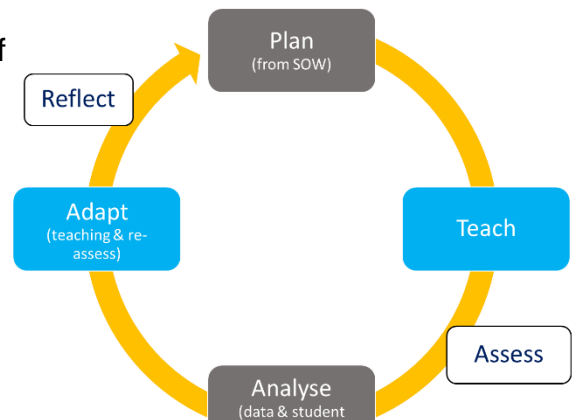 f
Plan
(from SOW)
Reflect
Adapt
(teaching & re-
assess)
Teach
Assess
Analyse
(data & student